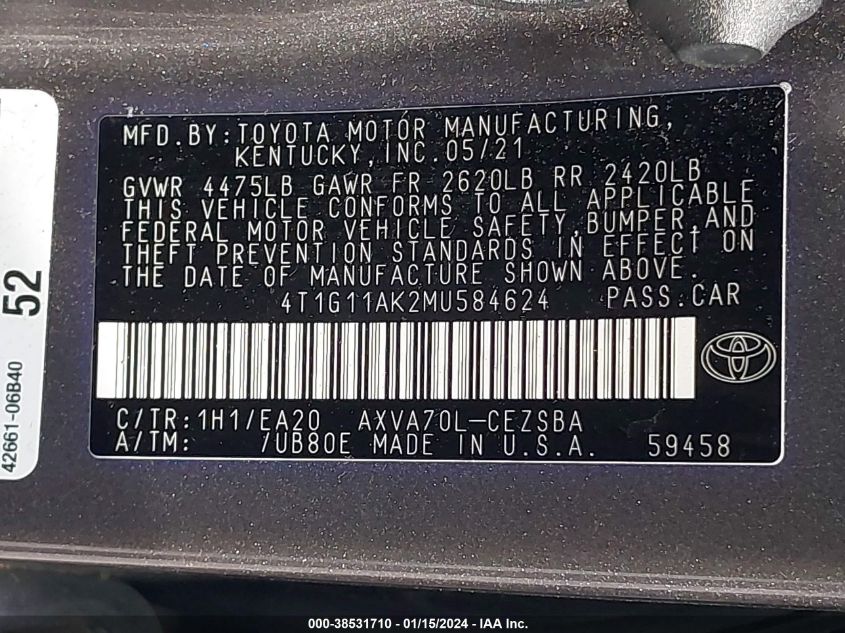 MFD.BY:TOYOTA MOTOR MANUFACTURING,
KENTUCKY, INC. 05/21
GVWR 4475LB GAWR FR 2620LB RR 2420LB
THIS VEHICLE CONFORMS TO ALL APPLICABLE
FEDERAL MOTOR VEHICLE SAFETY, BUMPER, AND
THEFT PREVENTION STANDARDS IN EFFECT ON
THE DATE OF MANUFACTURE SHOWN ABOVE.
4T1G11AK2MU584624 PASS.CAR
C/TR:1H1/EA20 AXVA70L-CEZSBA
A/TM: /UB80E MADE IN U.S.A. 59458
52
42661-06B40
000-38531710 - 01/15/2024 - IAA Inc.